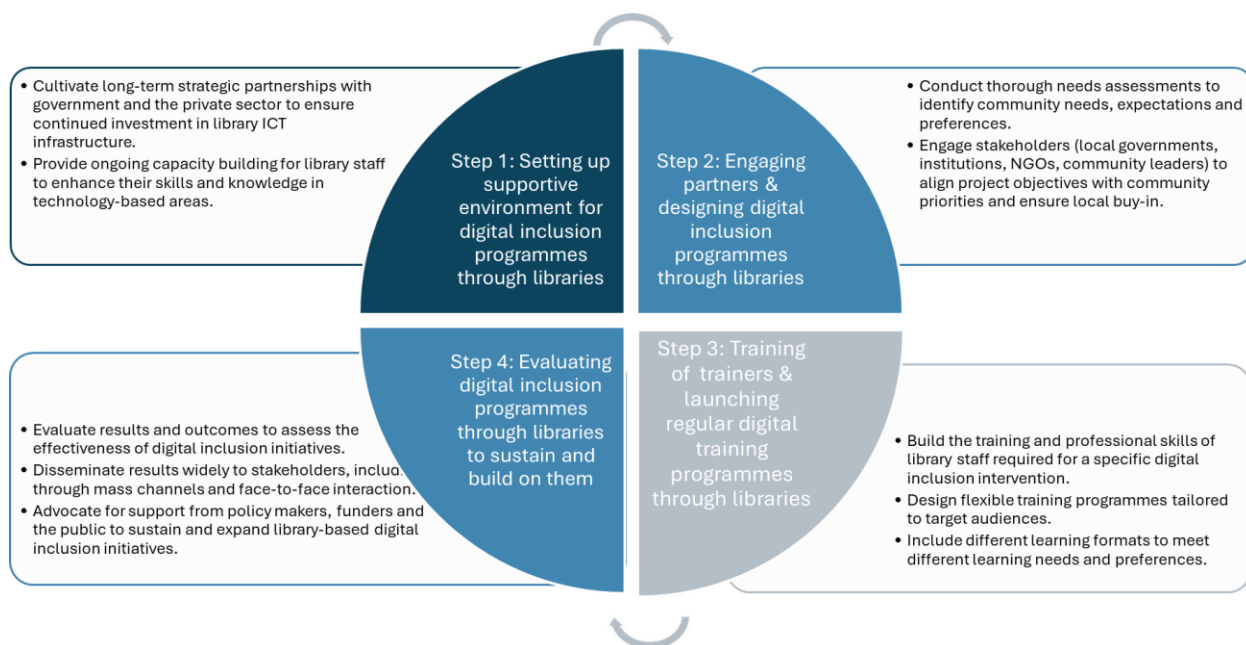 • Cultivate long-term strategic partnerships with
government and the private sector to ensure
continued investment in library ICT
infrastructure.
• Provide ongoing capacity building for library staff
to enhance their skills and knowledge in
technology-based areas.
Step 1: Setting up
supportive
environment for
digital inclusion
programmes
through libraries
Step 2: Engaging
partners &
designing digital
inclusion
programmes
through libraries
• Conduct thorough needs assessments to
identify community needs, expectations and
preferences.
• Engage stakeholders (local governments,
institutions, NGOs, community leaders) to
align project objectives with community
priorities and ensure local buy-in.
• Evaluate results and outcomes to assess the
effectiveness of digital inclusion initiatives.
• Disseminate results widely to stakeholders, includ
through mass channels and face-to-face interaction.
• Advocate for support from policy makers, funders and
the public to sustain and expand library-based digital
inclusion initiatives.
Step 4: Evaluating
digital inclusion
programmes
through libraries
to sustain and
build on them
Step 3: Training
of trainers &
launching
regular digital
training
programmes
through libraries
• Build the training and professional skills of
library staff required for a specific digital
inclusion intervention.
• Design flexible training programmes tailored
to target audiences.
• Include different learning formats to meet
different learning needs and preferences.